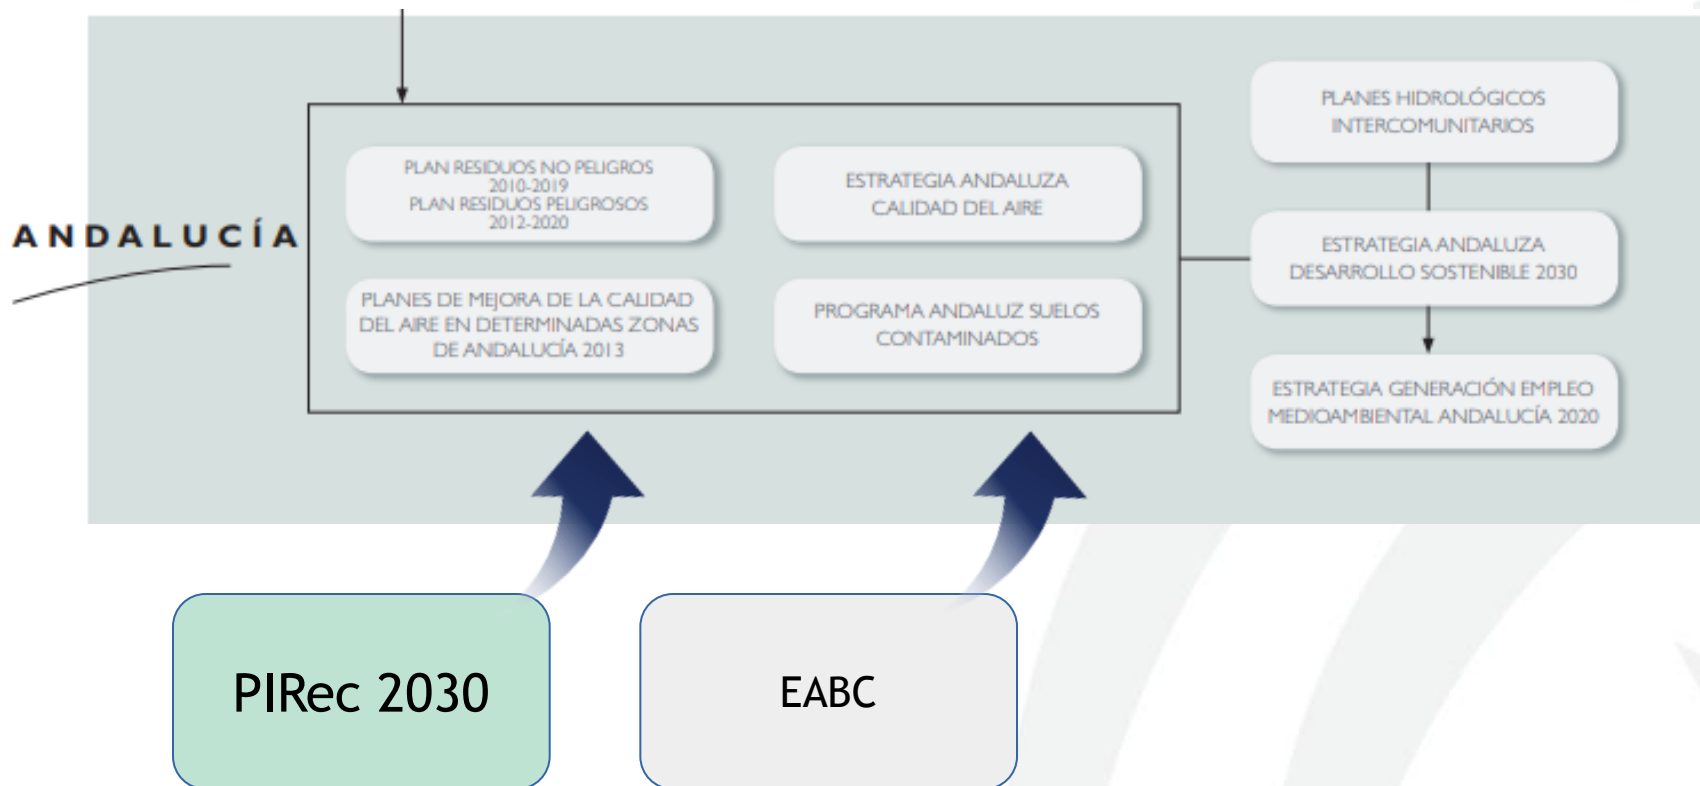 ANDALUCÍA
PLAN RESIDUOS NO PELIGROS
2010-2019
PLAN RESIDUOS PELIGROSOS
2012-2020
ESTRATEGIA ANDALUZA
CALIDAD DEL AIRE
PLANES DE MEJORA DE LA CALIDAD
DEL AIRE EN DETERMINADAS ZONAS
DE ANDALUCÍA 2013
PROGRAMA ANDALUZ SUELOS
CONTAMINADOS
PLANES HIDROLÓGICOS
INTERCOMUNITARIOS
ESTRATEGIA ANDALUZA
DESARROLLO SOSTENIBLE 2030
ESTRATEGIA GENERACIÓN EMPLEO
MEDIOAMBIENTAL ANDALUCÍA 2020
PIRec 2030
EABC